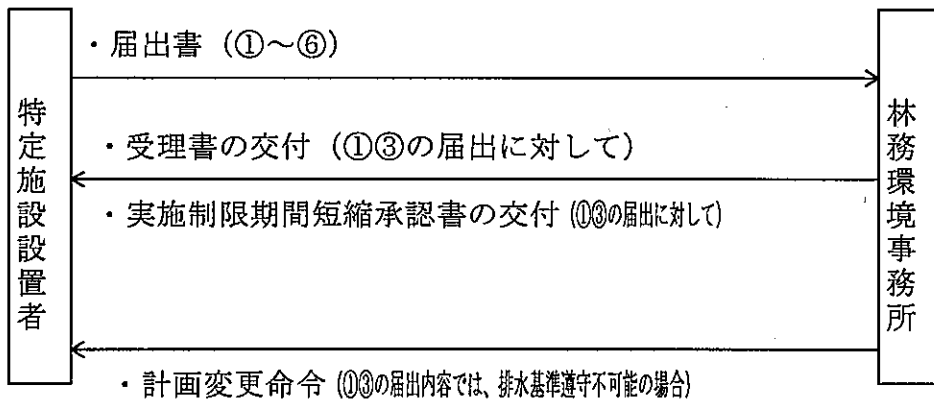 ・届出書（①～⑥）
特定施設設置者
林務環境事務所
・受理書の交付（①③の届出に対して）
・実施制限期間短縮承認書の交付（①③の届出に対して）
・計画変更命令（①③の届出内容では、排水基準遵守不可能の場合）